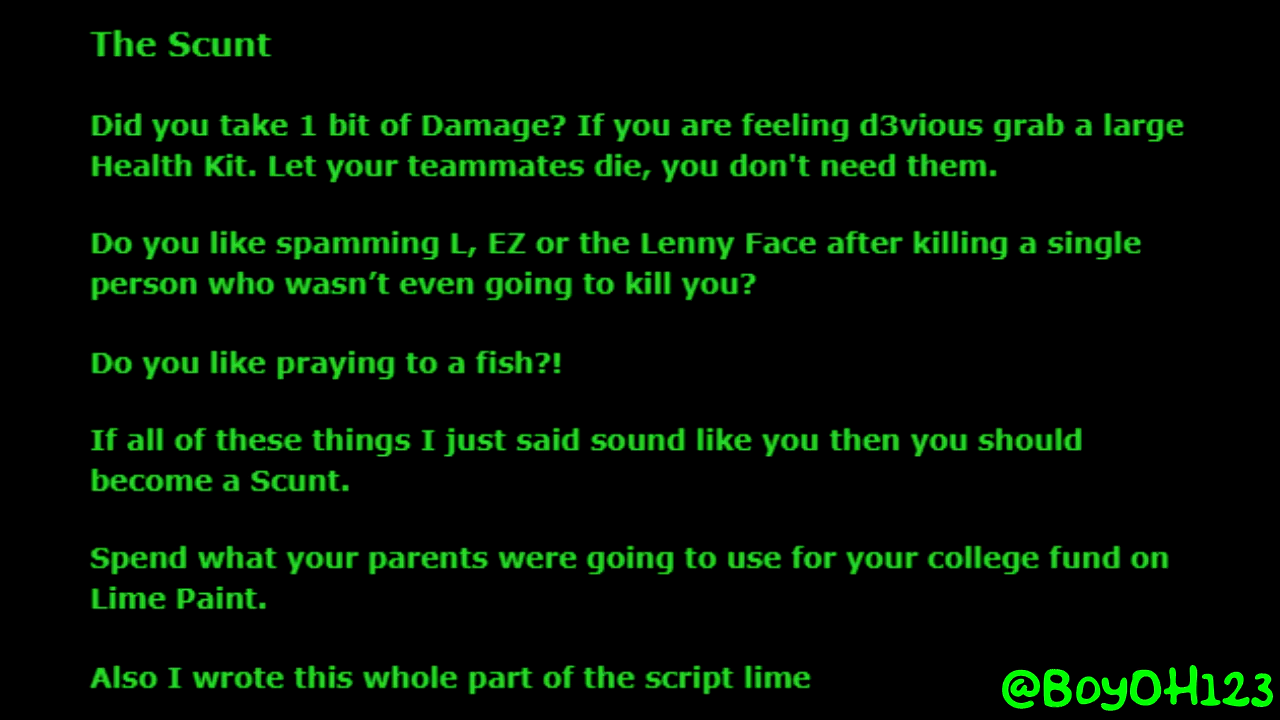 The Scunt
Did you take 1 bit of Damage? If you are feeling d3vious grab a large
Health Kit. Let your teammates die, you don't need them.
Do you like spamming L, EZ or the Lenny Face after killing a single
person who wasn’t even going to kill you?
Do you like praying to a fish?!
If all of these things I just said sound like you then you should
become a Scunt.
Spend what your parents were going to use for your college fund on
Lime Paint.
Also I wrote this whole part of the script lime
@BoyOH123